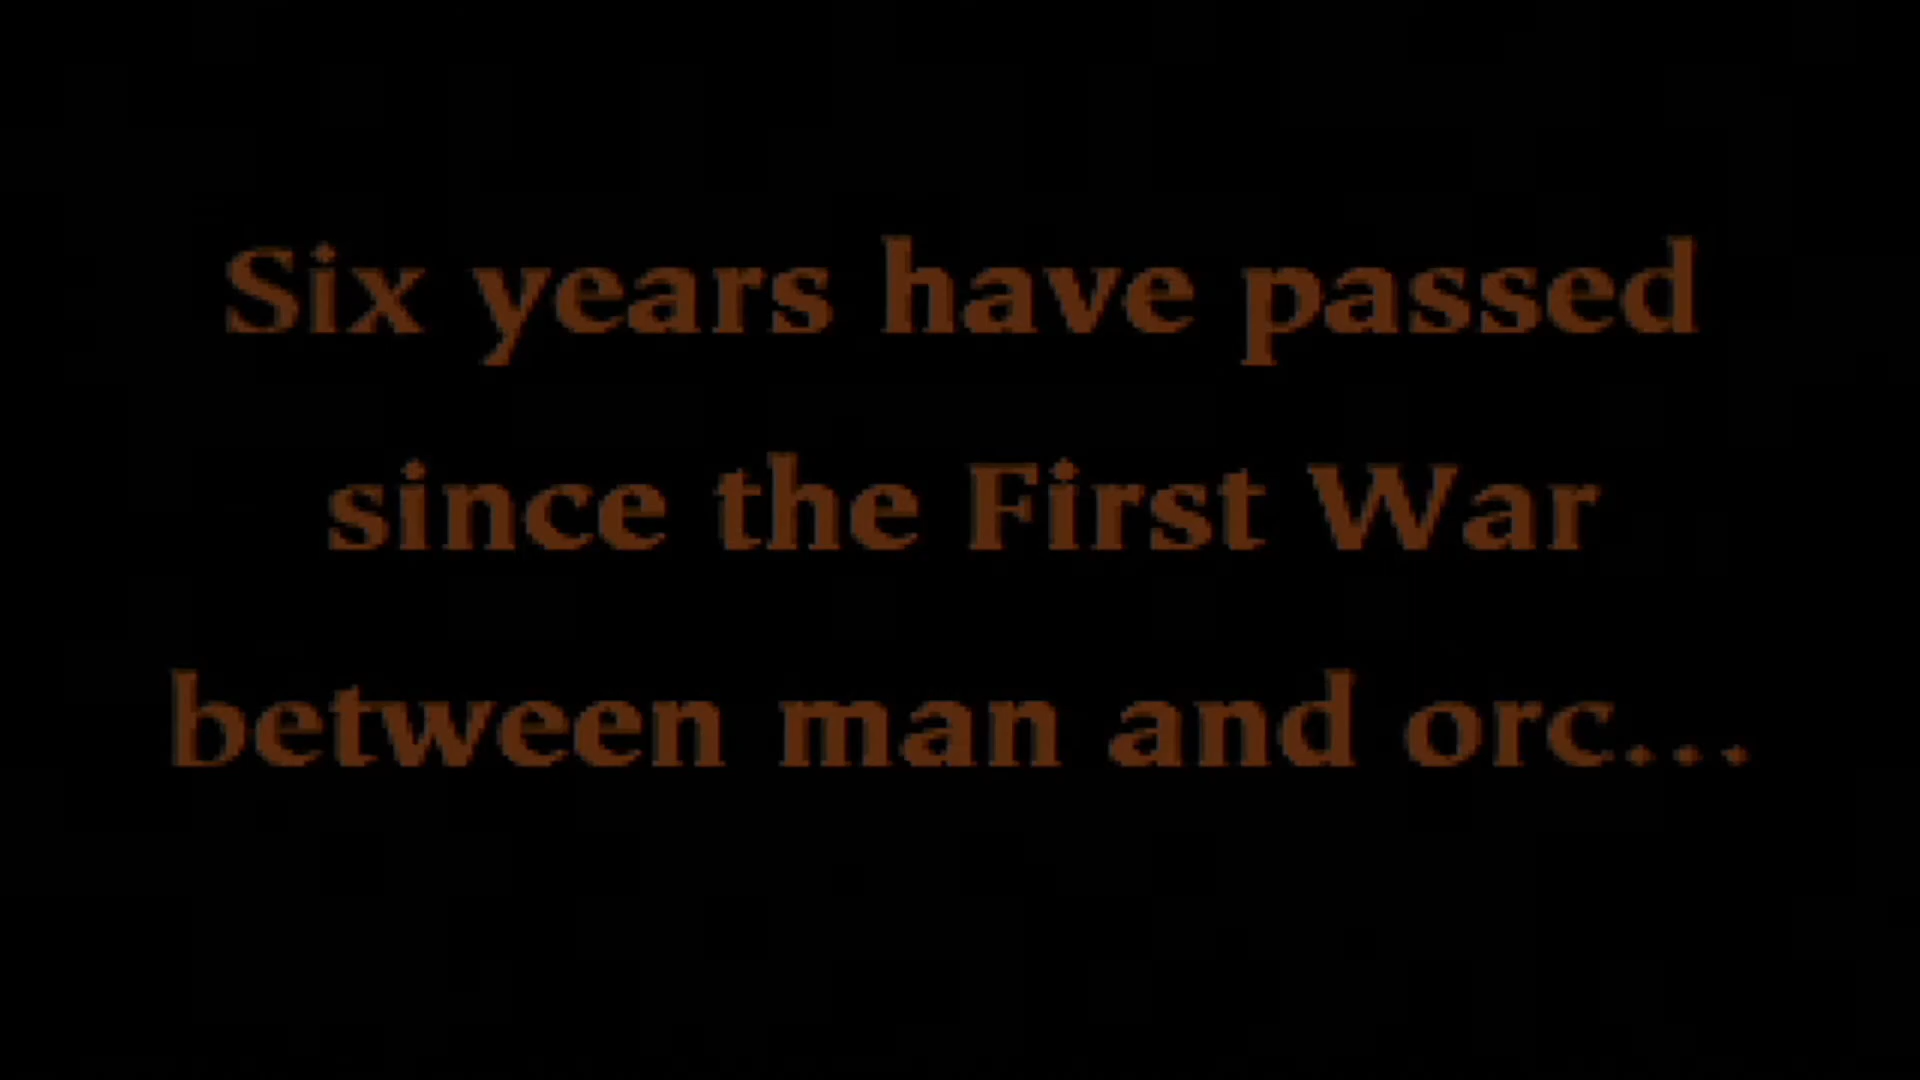 Six years have passed
since the First War
between man and orc...